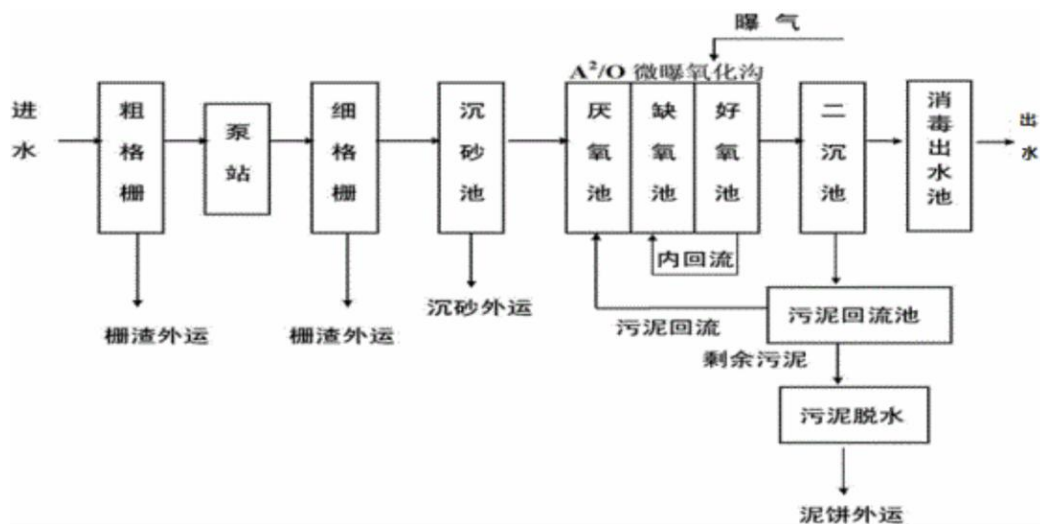 曝气
A²/O 微曝氧化沟
进水
粗格栅
泵站
细格栅
沉砂池
厌氧池
缺氧池
好氧池
二沉池
消毒出水池
出水
内回流
栅渣外运
栅渣外运
沉砂外运
污泥回流
污泥回流池
剩余污泥
污泥脱水
泥饼外运